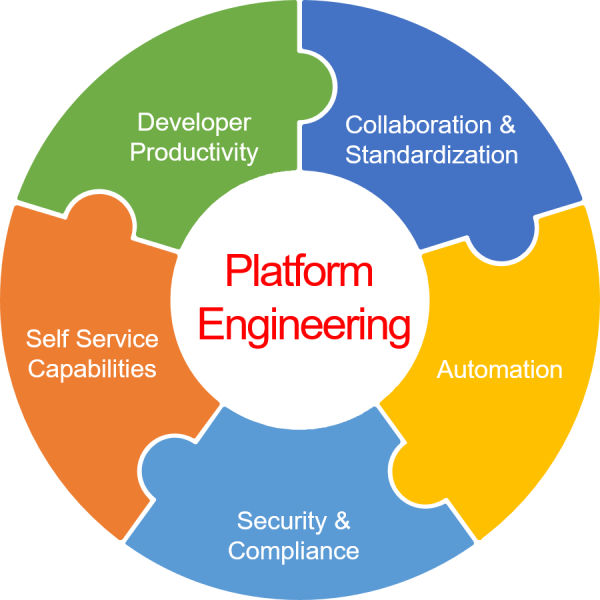 Developer
Productivity
Collaboration &
Standardization
Platform
Engineering
Self Service
Capabilities
Automation
Security &
Compliance